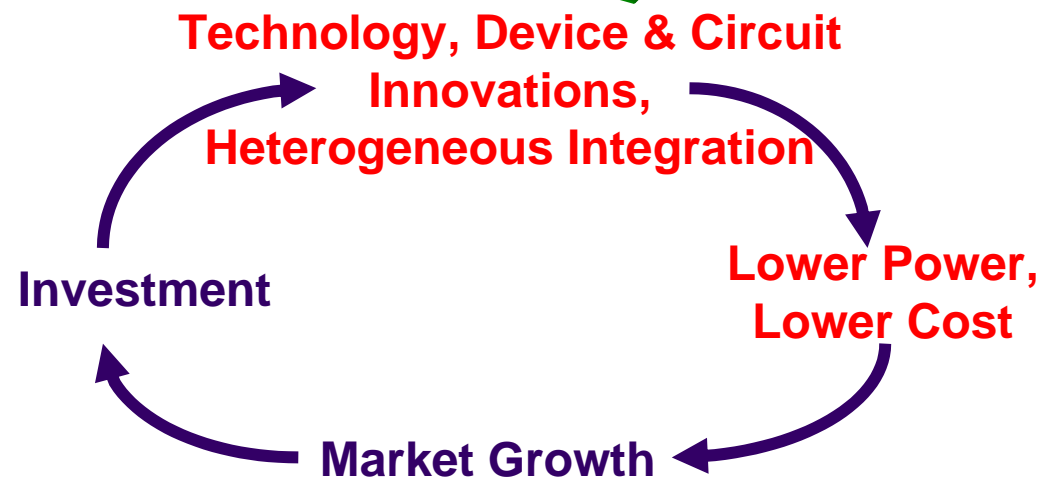 Technology, Device & Circuit
Innovations,
Heterogeneous Integration
Lower Power,
Lower Cost
Investment
Market Growth